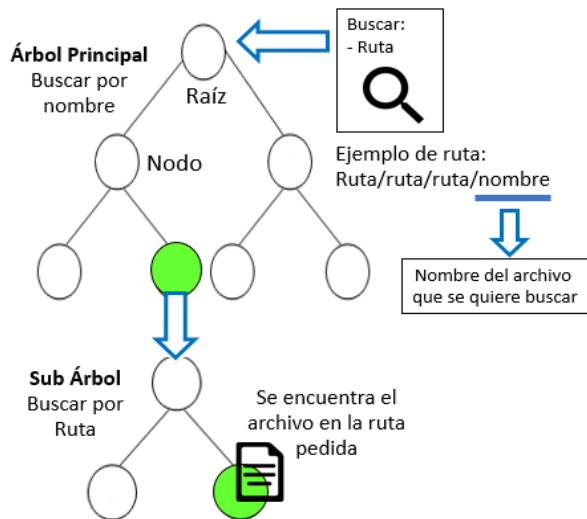 Árbol Principal
Buscar por
nombre
Raíz
Buscar:
- Ruta
Nodo
Ejemplo de ruta:
Ruta/ruta/ruta/nombre
Nombre del archivo
que se quiere buscar
Sub Árbol
Buscar por
Ruta
Se encuentra el
archivo en la ruta
pedida